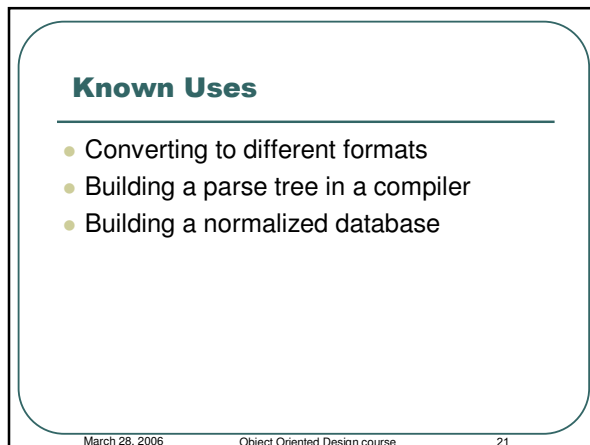 Known Uses
Converting to different formats
Building a parse tree in a compiler
Building a normalized database
March 28, 2006 Object Oriented Design course 21